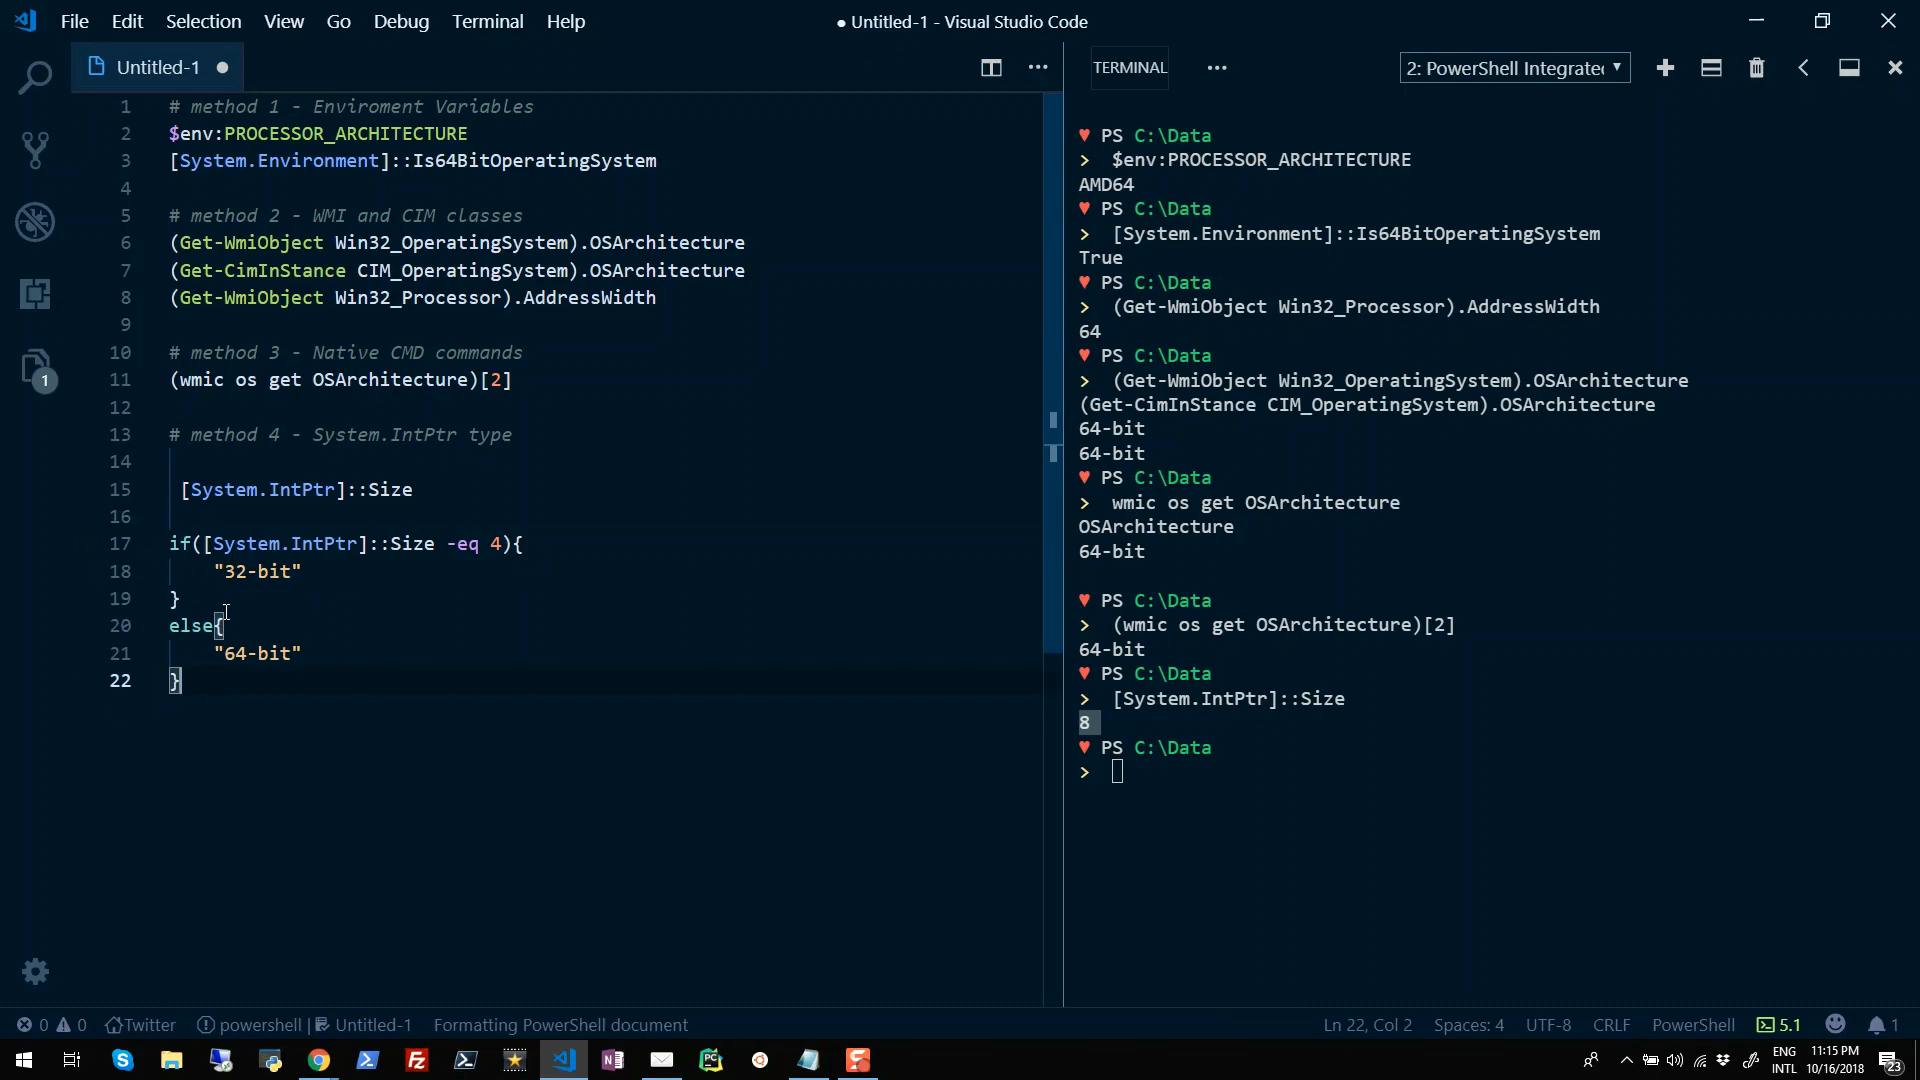 File Edit Selection View Go Debug Terminal Help
● Untitled-1 - Visual Studio Code
Untitled-1
1 # method 1 - Enviroment Variables
2 $env:PROCESSOR_ARCHITECTURE
3 [System.Environment]::Is64BitOperatingSystem
4
5 # method 2 - WMI and CIM classes
6 (Get-WmiObject Win32_OperatingSystem).OSArchitecture
7 (Get-CimInStance CIM_OperatingSystem).OSArchitecture
8 (Get-WmiObject Win32_Processor).AddressWidth
9
10 # method 3 - Native CMD commands
11 (wmic os get OSArchitecture)[2]
12
13 # method 4 - System.IntPtr type
14
15 [System.IntPtr]::Size
16
17 if([System.IntPtr]::Size -eq 4){
18 "32-bit"
19 }
20 else{
21 "64-bit"
22 }
1
TERMINAL
2: PowerShell Integrate
♥ PS C:\Data
> $env:PROCESSOR_ARCHITECTURE
AMD64
♥ PS C:\Data
> [System.Environment]::Is64BitOperatingSystem
True
♥ PS C:\Data
> (Get-WmiObject Win32_Processor).AddressWidth
64
♥ PS C:\Data
> (Get-WmiObject Win32_OperatingSystem).OSArchitecture
(Get-CimInStance CIM_OperatingSystem).OSArchitecture
64-bit
64-bit
♥ PS C:\Data
> wmic os get OSArchitecture
OSArchitecture
64-bit
♥ PS C:\Data
> (wmic os get OSArchitecture)[2]
64-bit
♥ PS C:\Data
> [System.IntPtr]::Size
8
♥ PS C:\Data
>
0 0 Twitter powershell | Untitled-1 Formatting PowerShell document
Ln 22, Col 2 Spaces: 4 UTF-8 CRLF PowerShell 5.1 1
S FZ N PC S
ENG
INTL
11:15 PM
10/16/2018
23